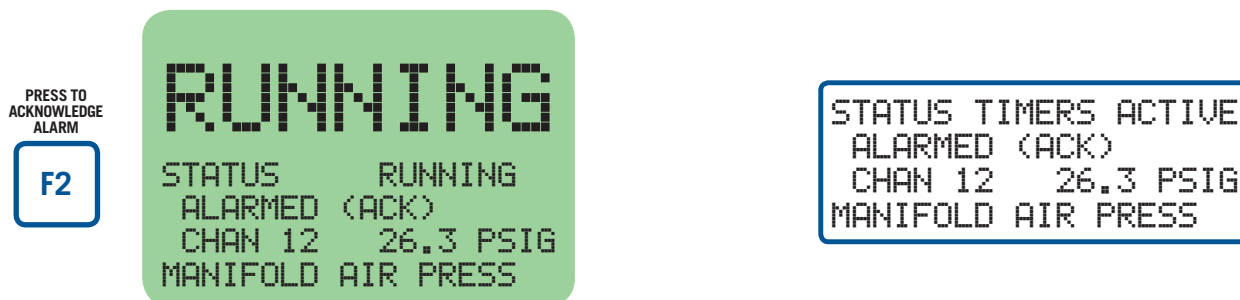 PRESS TO
ACKNOWLEDGE
ALARM
F2
RUNNING
STATUS RUNNING
ALARMED (ACK)
CHAN 12 26.3 PSIG
MANIFOLD AIR PRESS
STATUS TIMERS ACTIVE
ALARMED (ACK)
CHAN 12 26.3 PSIG
MANIFOLD AIR PRESS